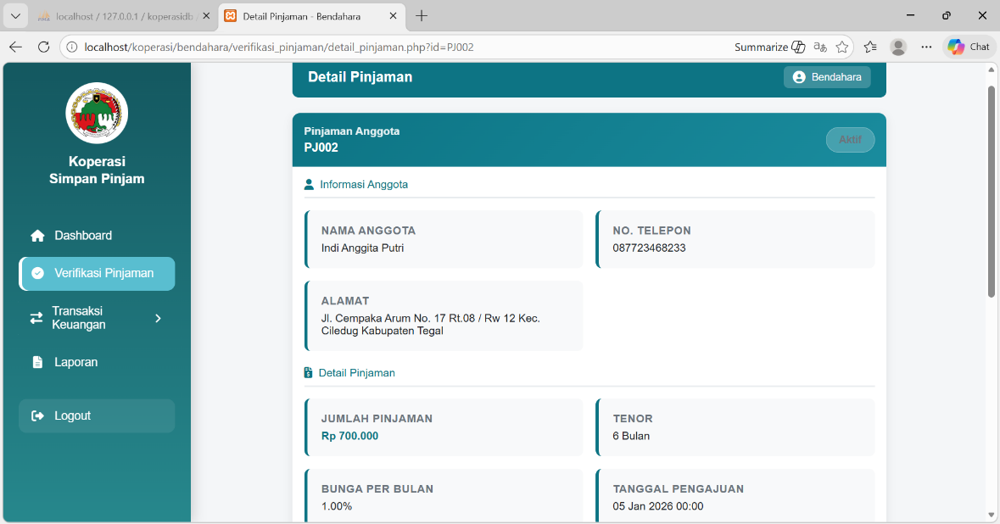 localhost / 127.0.0.1 / koperasidb
Detail Pinjaman - Bendahara
localhost/koperasi/bendahara/verifikasi_pinjaman/detail_pinjaman.php?id=PJ002
Summarize
Chat
Koperasi
Simpan Pinjam
Dashboard
Verifikasi Pinjaman
Transaksi
Keuangan
Laporan
Logout
Detail Pinjaman
Bendahara
Pinjaman Anggota
PJ002
Aktif
Informasi Anggota
NAMA ANGGOTA
Indi Anggita Putri
NO. TELEPON
087723468233
ALAMAT
Jl. Cempaka Arum No. 17 Rt.08 / Rw 12 Kec.
Ciledug Kabupaten Tegal
Detail Pinjaman
JUMLAH PINJAMAN
Rp 700.000
TENOR
6 Bulan
BUNGA PER BULAN
1.00%
TANGGAL PENGAJUAN
05 Jan 2026 00:00